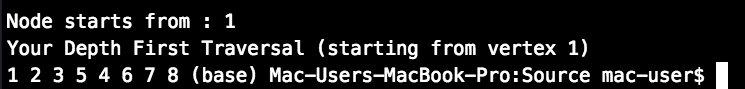 Node starts from : 1
Your Depth First Traversal (starting from vertex 1)
1 2 3 5 4 6 7 8 (base) Mac-Users-MacBook-Pro:Source mac-user$